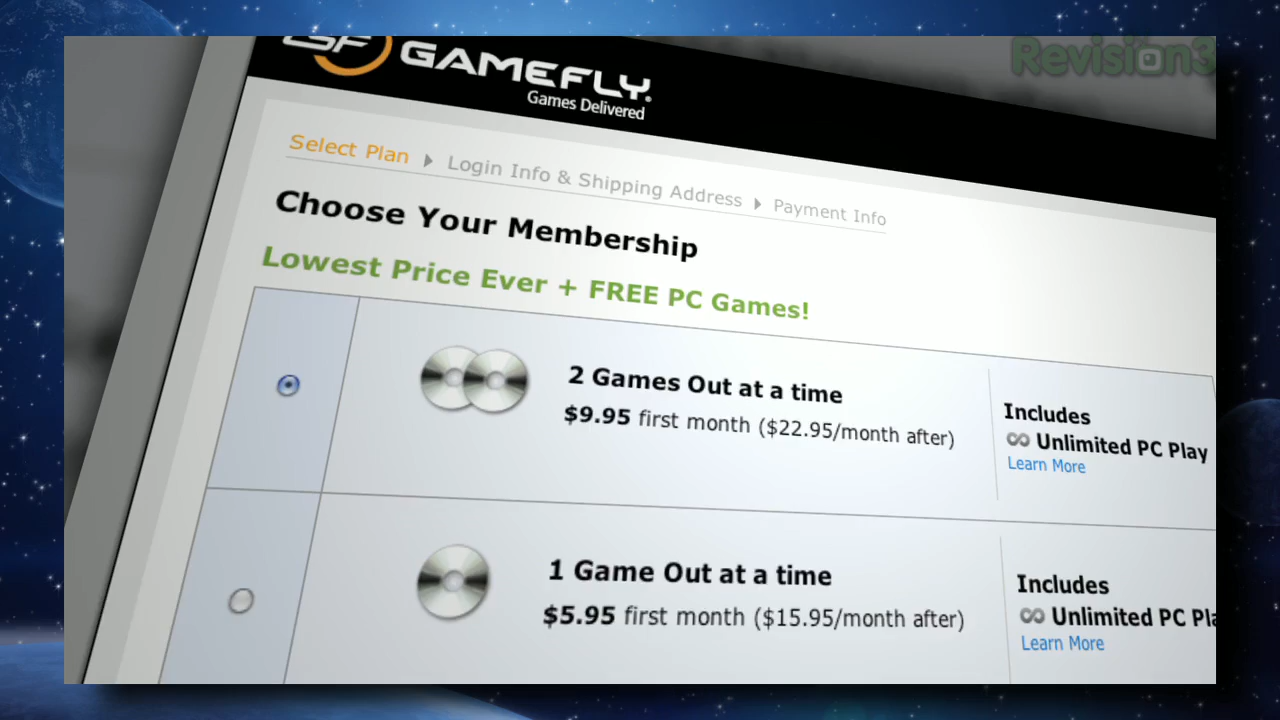 Revision3
GF GAMEFLY.
Games Delivered
Select Plan Login Info & Shipping Address Payment Info
Choose Your Membership
Lowest Price Ever + FREE PC Games!
2 Games Out at a time
$9.95 first month ($22.95/month after)
Includes
∞ Unlimited PC Play
Learn More
1 Game Out at a time
$5.95 first month ($15.95/month after)
Includes
∞ Unlimited PC Pla
Learn More